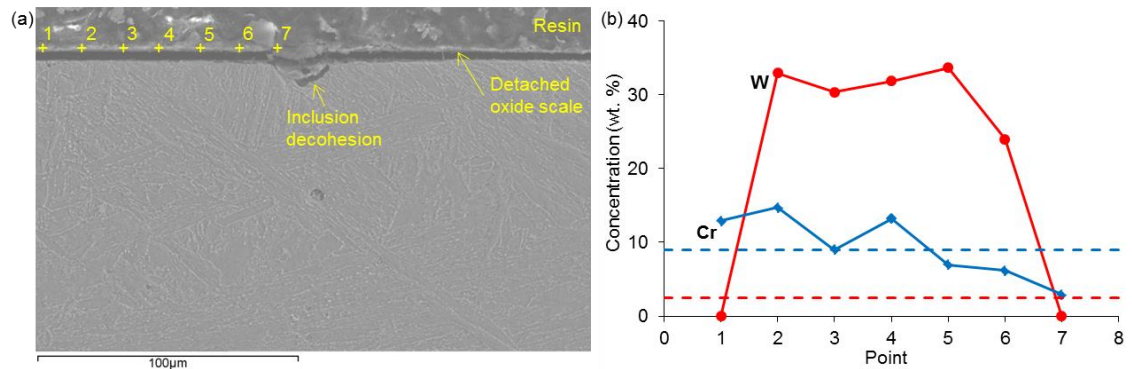 (a)
1 2 3 4 5 6 7
Resin
Detached
oxide scale
Inclusion
decohesion
100µm
(b)
Concentration (wt. %)
40
30
20
10
0
W
Cr
0 1 2 3 4 5 6 7 8
Point